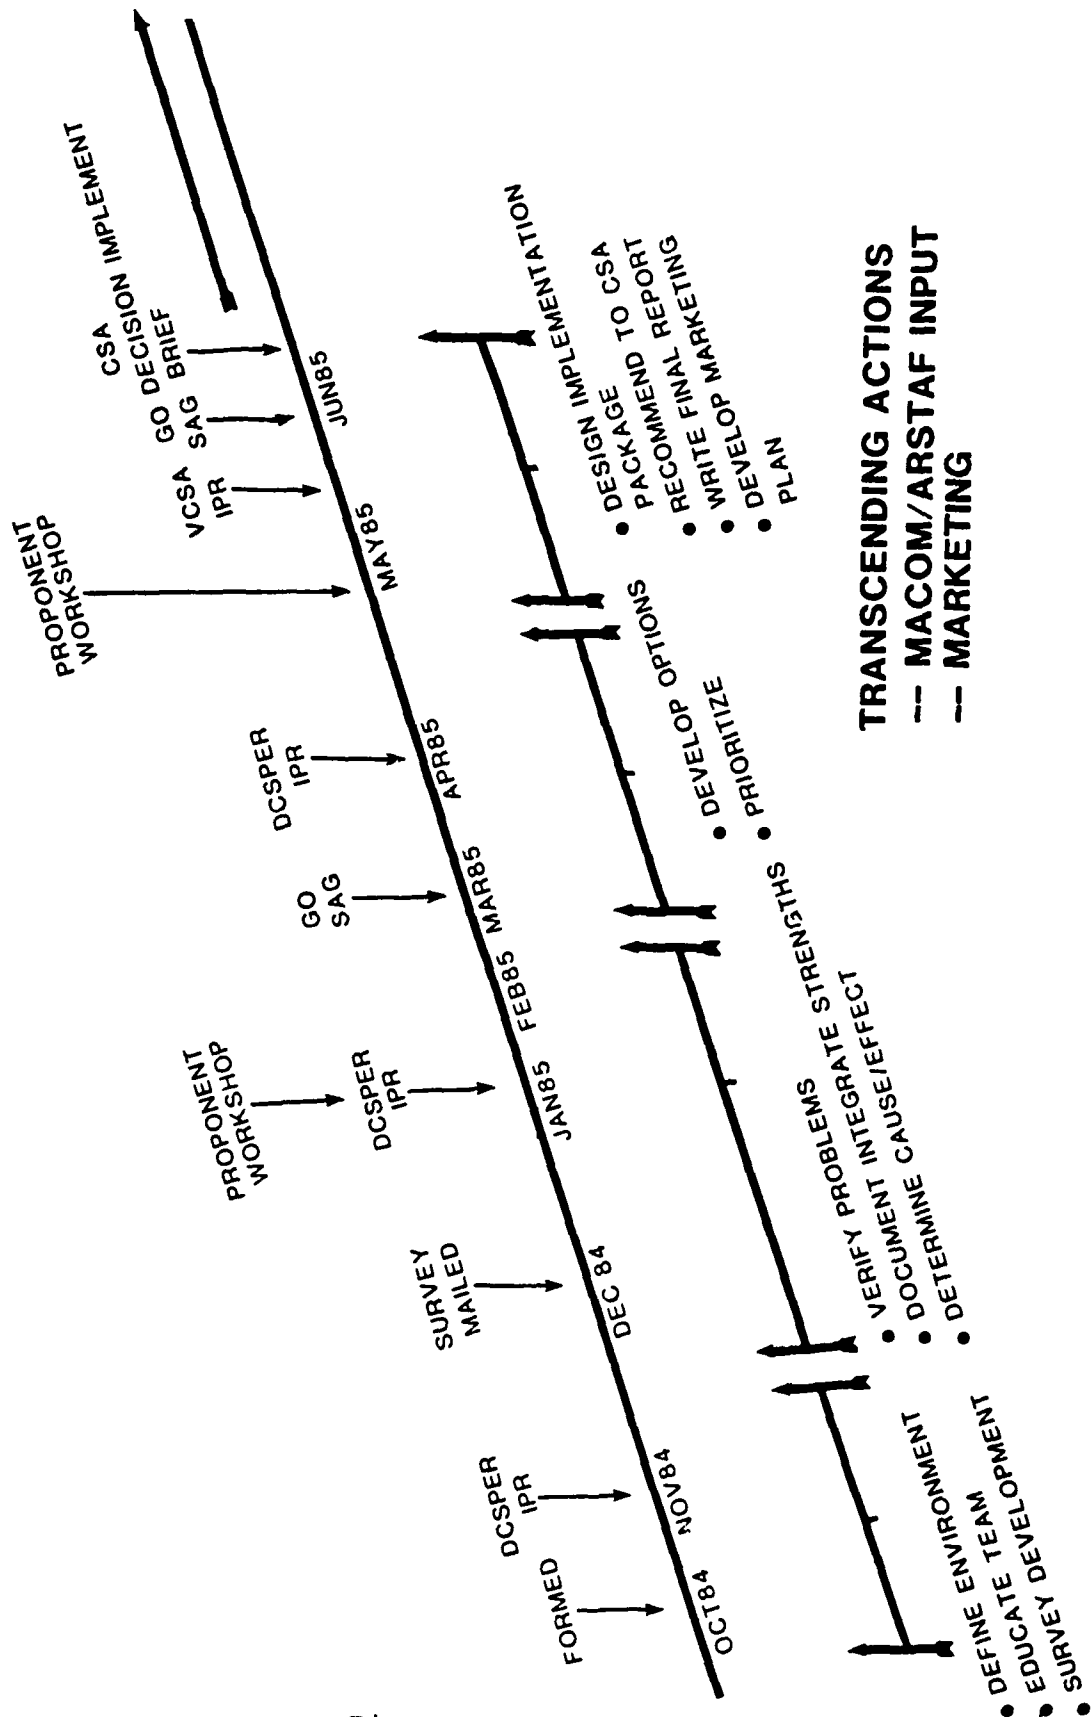 FORMED
DCSPER
IPR
SURVEY
MAILED
PROPONENT
WORKSHOP
DCSPER
IPR
GO
SAG
DCSPER
IPR
PROPONENT
WORKSHOP
VCSA
IPR
GO
SAG
CSA
DECISION
BRIEF
IMPLEMENT
OCT84
NOV84
DEC 84
JAN85
FEB85
MAR85
APR85
MAY85
JUN85
• DEFINE ENVIRONMENT
• EDUCATE TEAM
• SURVEY DEVELOPMENT
• VERIFY PROBLEMS
• DOCUMENT INTEGRATE STRENGTHS
• DETERMINE CAUSE/EFFECT
• DEVELOP OPTIONS
• PRIORITIZE
• DESIGN IMPLEMENTATION
PACKAGE
• RECOMMEND TO CSA
• WRITE FINAL REPORT
• DEVELOP MARKETING
PLAN
TRANSCENDING ACTIONS
-- MACOM/ARSTAF INPUT
-- MARKETING